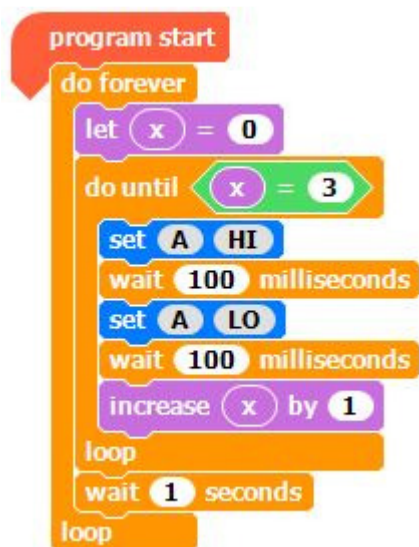 program start
do forever
let x = 0
do until x = 3
set A HI
wait 100 milliseconds
set A LO
wait 100 milliseconds
increase x by 1
loop
wait 1 seconds
loop